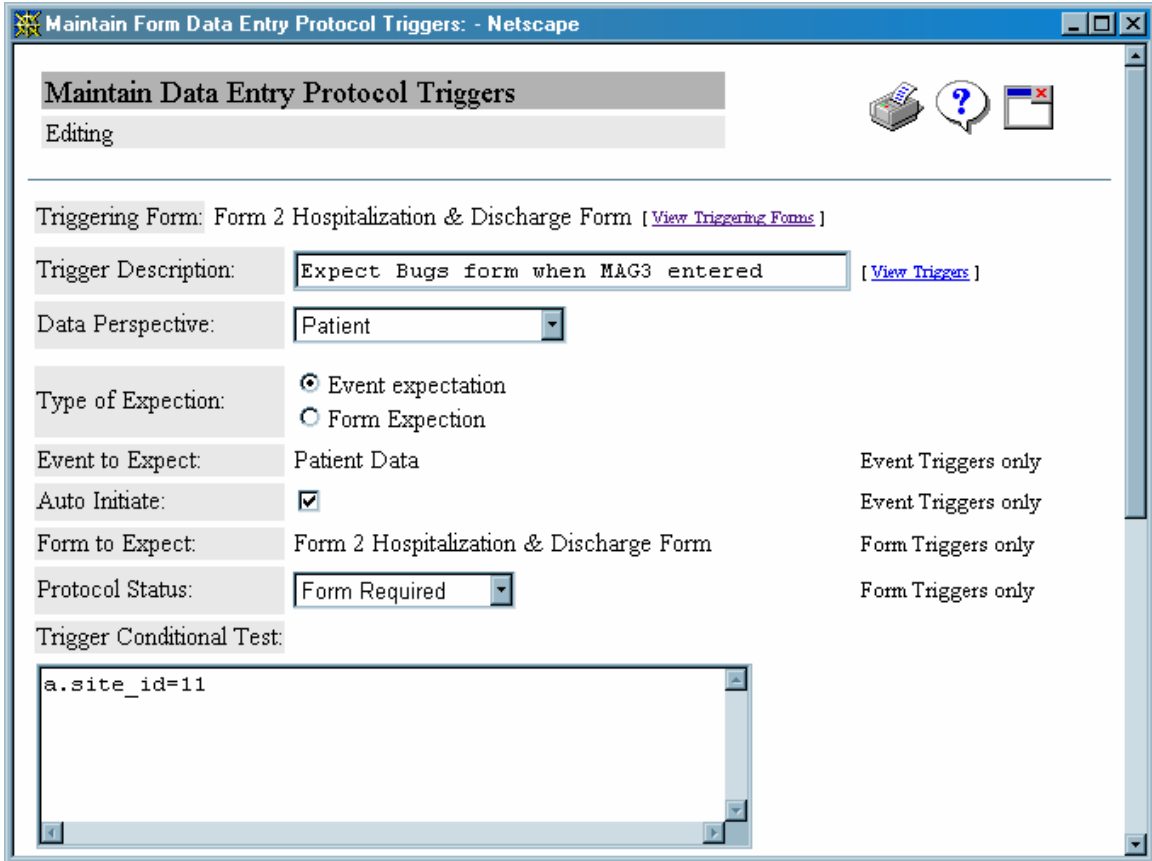 Maintain Form Data Entry Protocol Triggers: - Netscape
Maintain Data Entry Protocol Triggers
Editing
?
Triggering Form: Form 2 Hospitalization & Discharge Form [ View Triggering Forms ]
Trigger Description: Expect Bugs form when MAG3 entered [ View Triggers ]
Data Perspective: Patient
Type of Expection: Event expectation
Form Expection
Event to Expect: Patient Data Event Triggers only
Auto Initiate: Event Triggers only
Form to Expect: Form 2 Hospitalization & Discharge Form Form Triggers only
Protocol Status: Form Required Form Triggers only
Trigger Conditional Test:
a.site_id=11